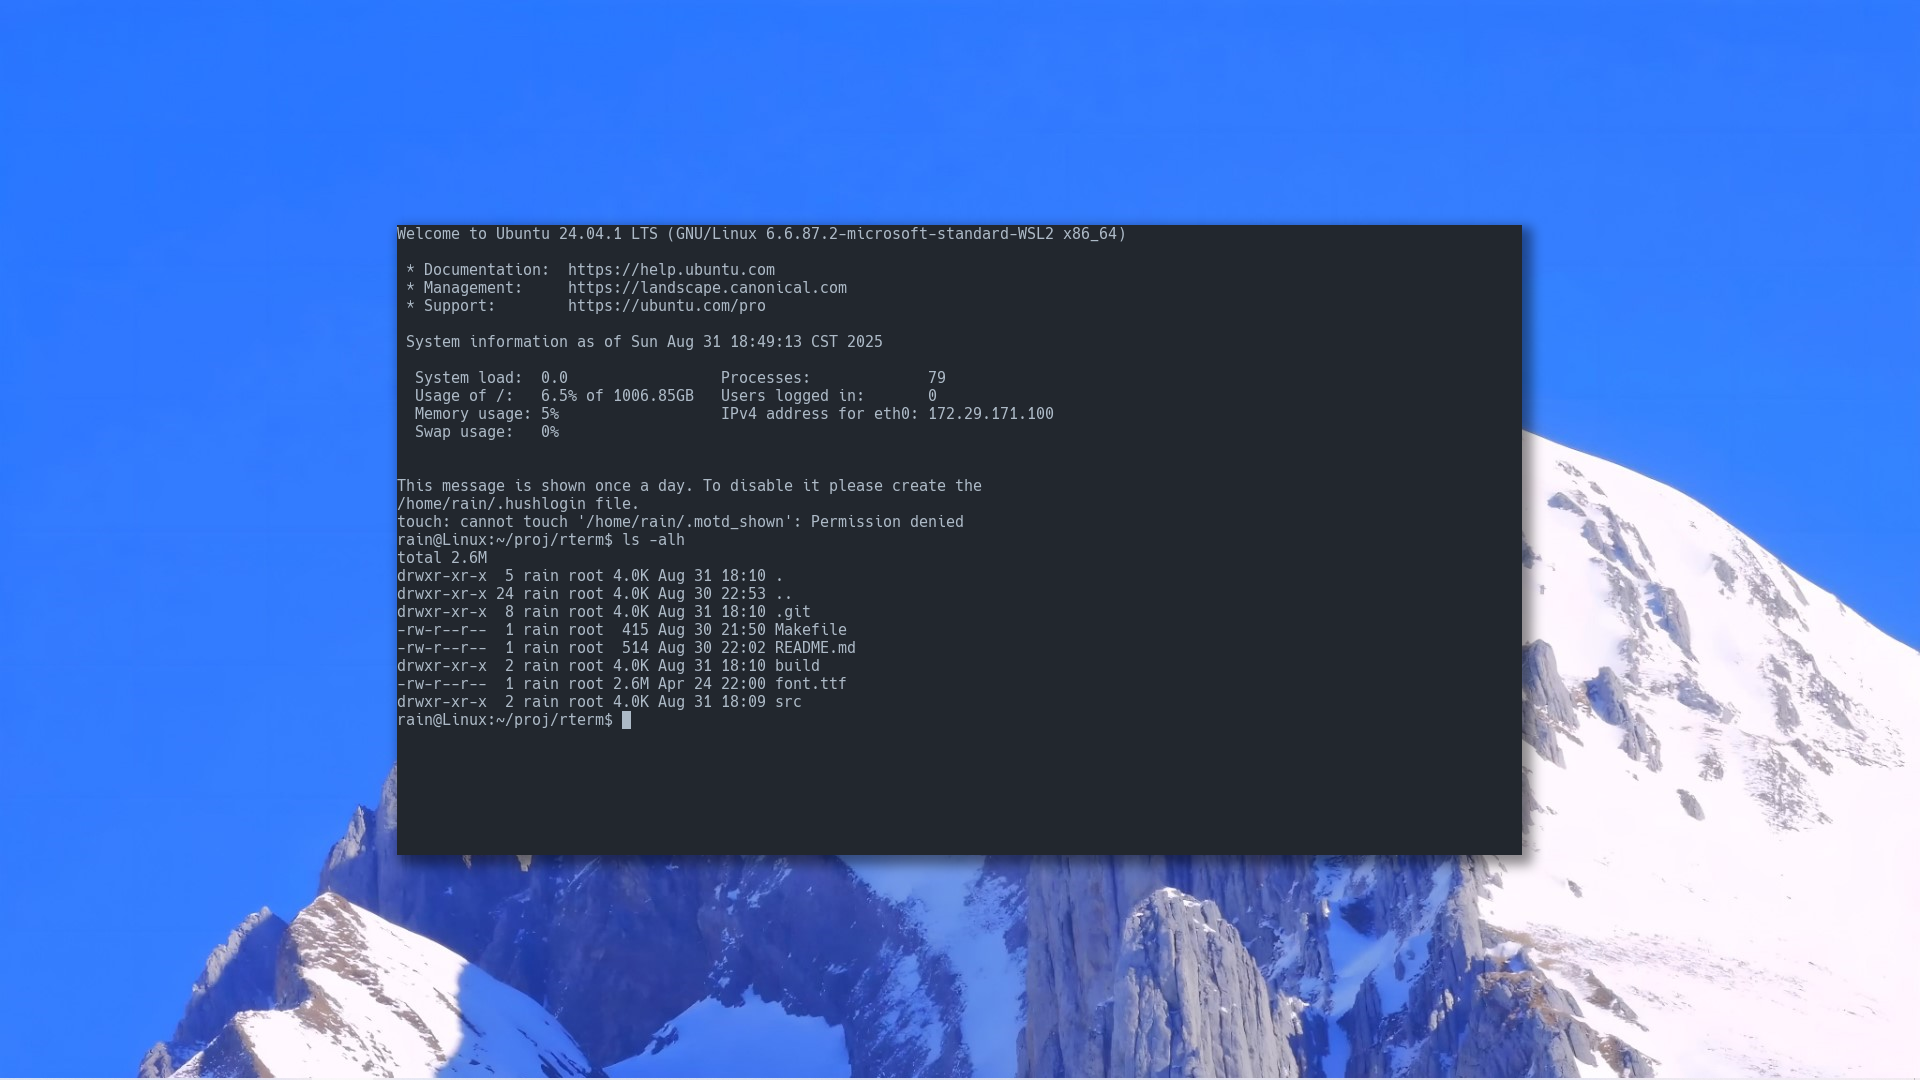 Welcome to Ubuntu 24.04.1 LTS (GNU/Linux 6.6.87.2-microsoft-standard-WSL2 x86_64)
* Documentation:  https://help.ubuntu.com
* Management:     https://landscape.canonical.com
* Support:        https://ubuntu.com/pro
System information as of Sun Aug 31 18:49:13 CST 2025
System load:  0.0                 Processes:             79
Usage of /:   6.5% of 1006.85GB   Users logged in:       0
Memory usage: 5%                  IPv4 address for eth0: 172.29.171.100
Swap usage:   0%
This message is shown once a day. To disable it please create the
/home/rain/.hushlogin file.
touch: cannot touch '/home/rain/.motd_shown': Permission denied
rain@Linux:~/proj/rterm$ ls -alh
total 2.6M
drwxr-xr-x  5 rain root 4.0K Aug 31 18:10 .
drwxr-xr-x 24 rain root 4.0K Aug 30 22:53 ..
drwxr-xr-x  8 rain root 4.0K Aug 31 18:10 .git
-rw-r--r--  1 rain root  415 Aug 30 21:50 Makefile
-rw-r--r--  1 rain root  514 Aug 30 22:02 README.md
drwxr-xr-x  2 rain root 4.0K Aug 31 18:10 build
-rw-r--r--  1 rain root 2.6M Apr 24 22:00 font.ttf
drwxr-xr-x  2 rain root 4.0K Aug 31 18:09 src
rain@Linux:~/proj/rterm$